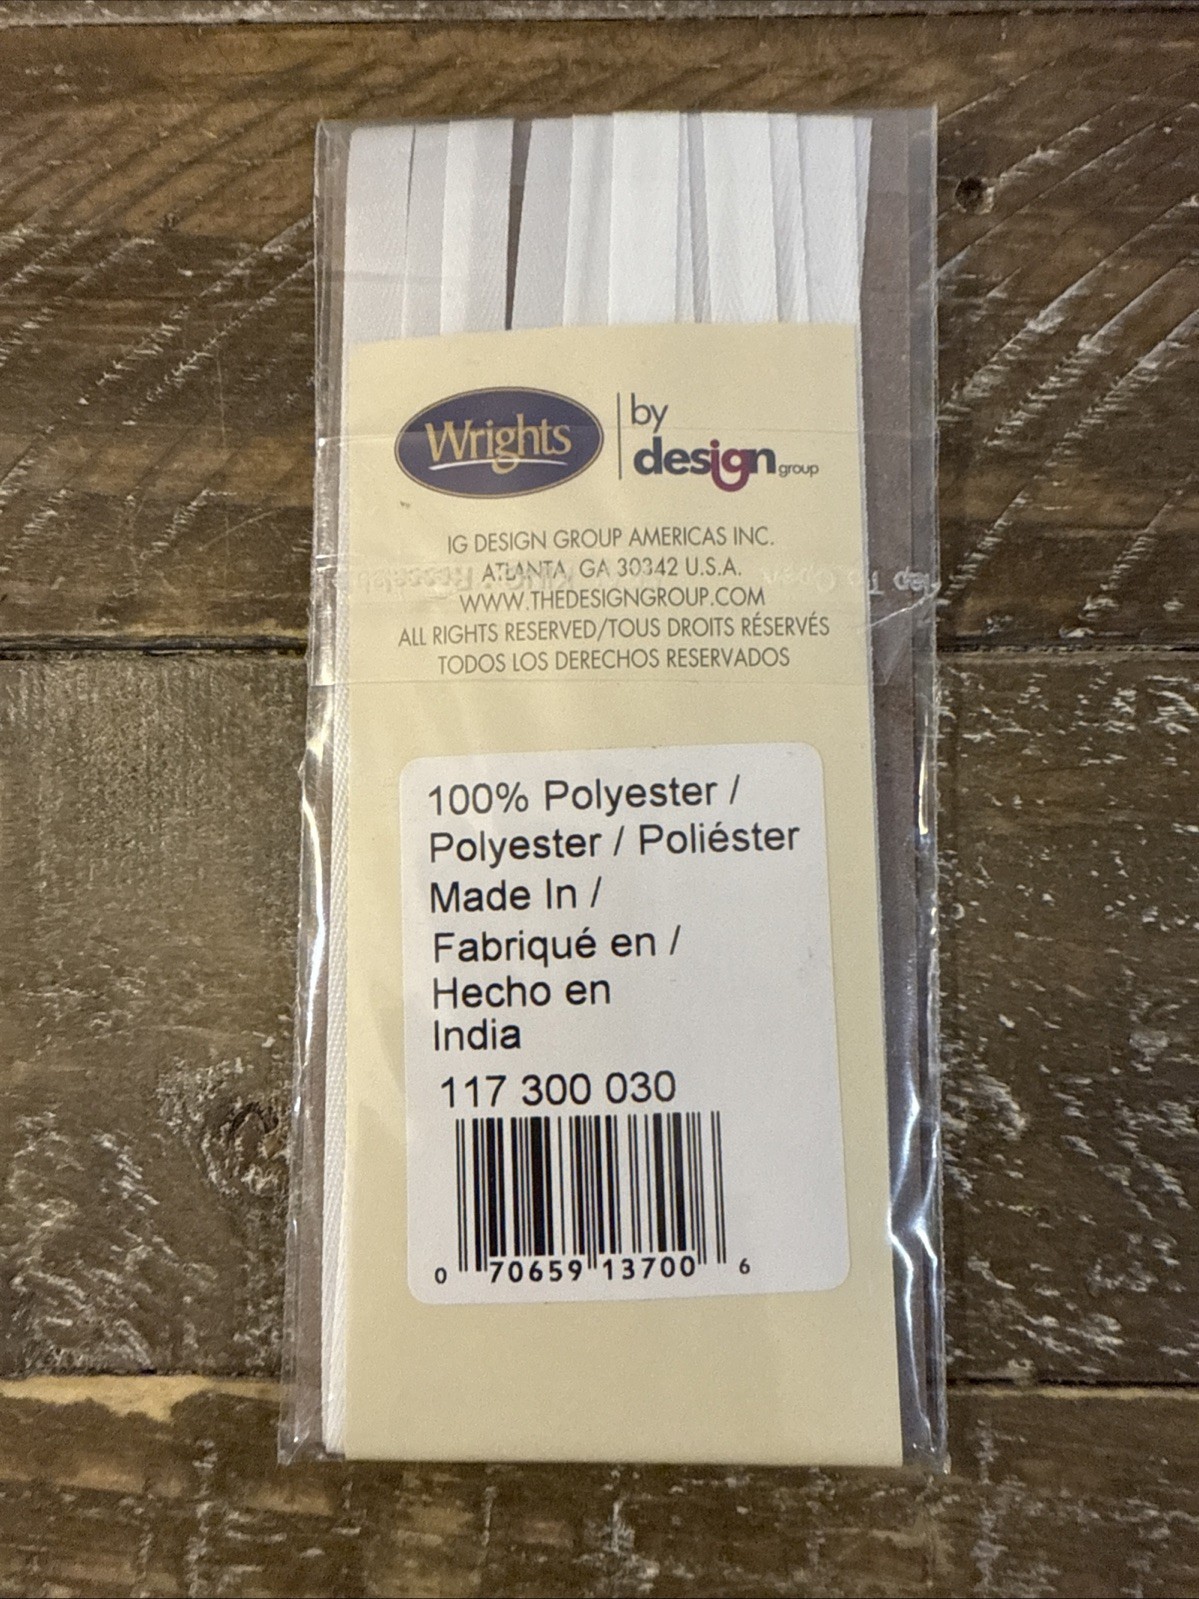 Wrights
by
design group
IG DESIGN GROUP AMERICAS INC.
ATLANTA, GA 30342 U.S.A.
WWW.THEDESIGNGROUP.COM
ALL RIGHTS RESERVED/TOUS DROITS RÉSERVÉS
TODOS LOS DERECHOS RESERVADOS
100% Polyester /
Polyester / Poliéster
Made In /
Fabriqué en /
Hecho en
India
117 300 030
0 70659 13700 6